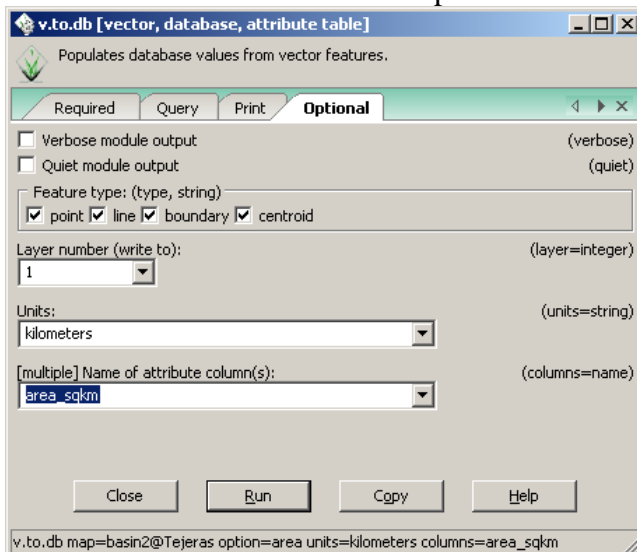 v.to.db [vector, database, attribute table]
Populates database values from vector features.
Required Query Print Optional
Verbose module output (verbose)
Quiet module output (quiet)
Feature type: (type, string)
point line boundary centroid
Layer number (write to): (layer=integer)
1
Units: (units=string)
kilometers
[multiple] Name of attribute column(s): (columns=name)
area_sqkm
Close Run Copy Help
v.to.db map=basin2@Tejeras option=area units=kilometers columns=area_sqkm